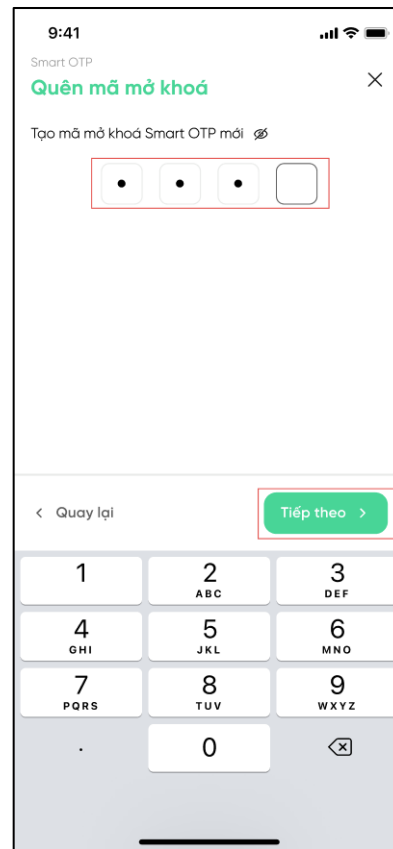 9:41
Smart OTP
Quên mã mở khoá
Tạo mã mở khoá Smart OTP mới
Quay lại
Tiếp theo
1
2
ABC
3
DEF
4
GHI
5
JKL
6
MNO
7
PQRS
8
TUV
9
WXYZ
.
0